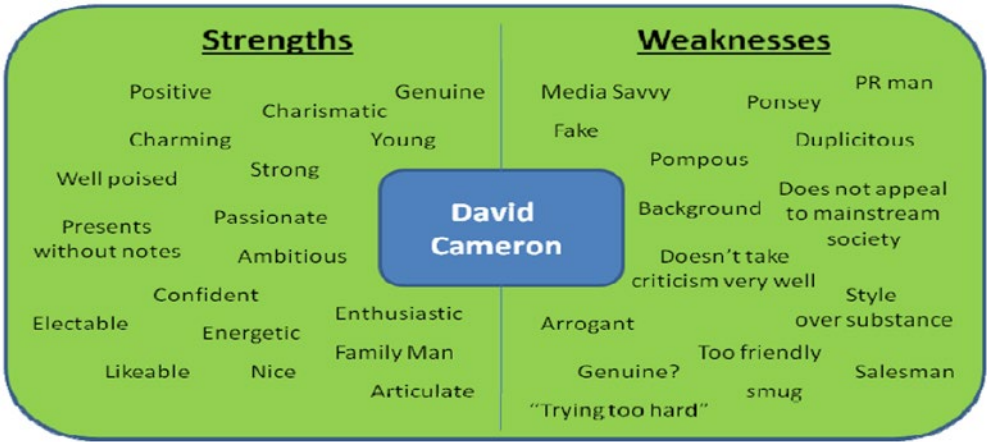 Strengths
Positive
Genuine
Charismatic
Charming
Young
Strong
Well poised
Passionate
Presents
without notes
Ambitious
Confident
Enthusiastic
Electable
Energetic
Family Man
Likeable
Nice
Articulate
David
Cameron
Weaknesses
PR man
Media Savvy
Ponsey
Fake
Duplicitous
Pompous
Does not appeal
to mainstream
society
Background
Doesn't take
criticism very well
Style
over substance
Arrogant
Too friendly
Genuine?
Salesman
smug
“Trying too hard”